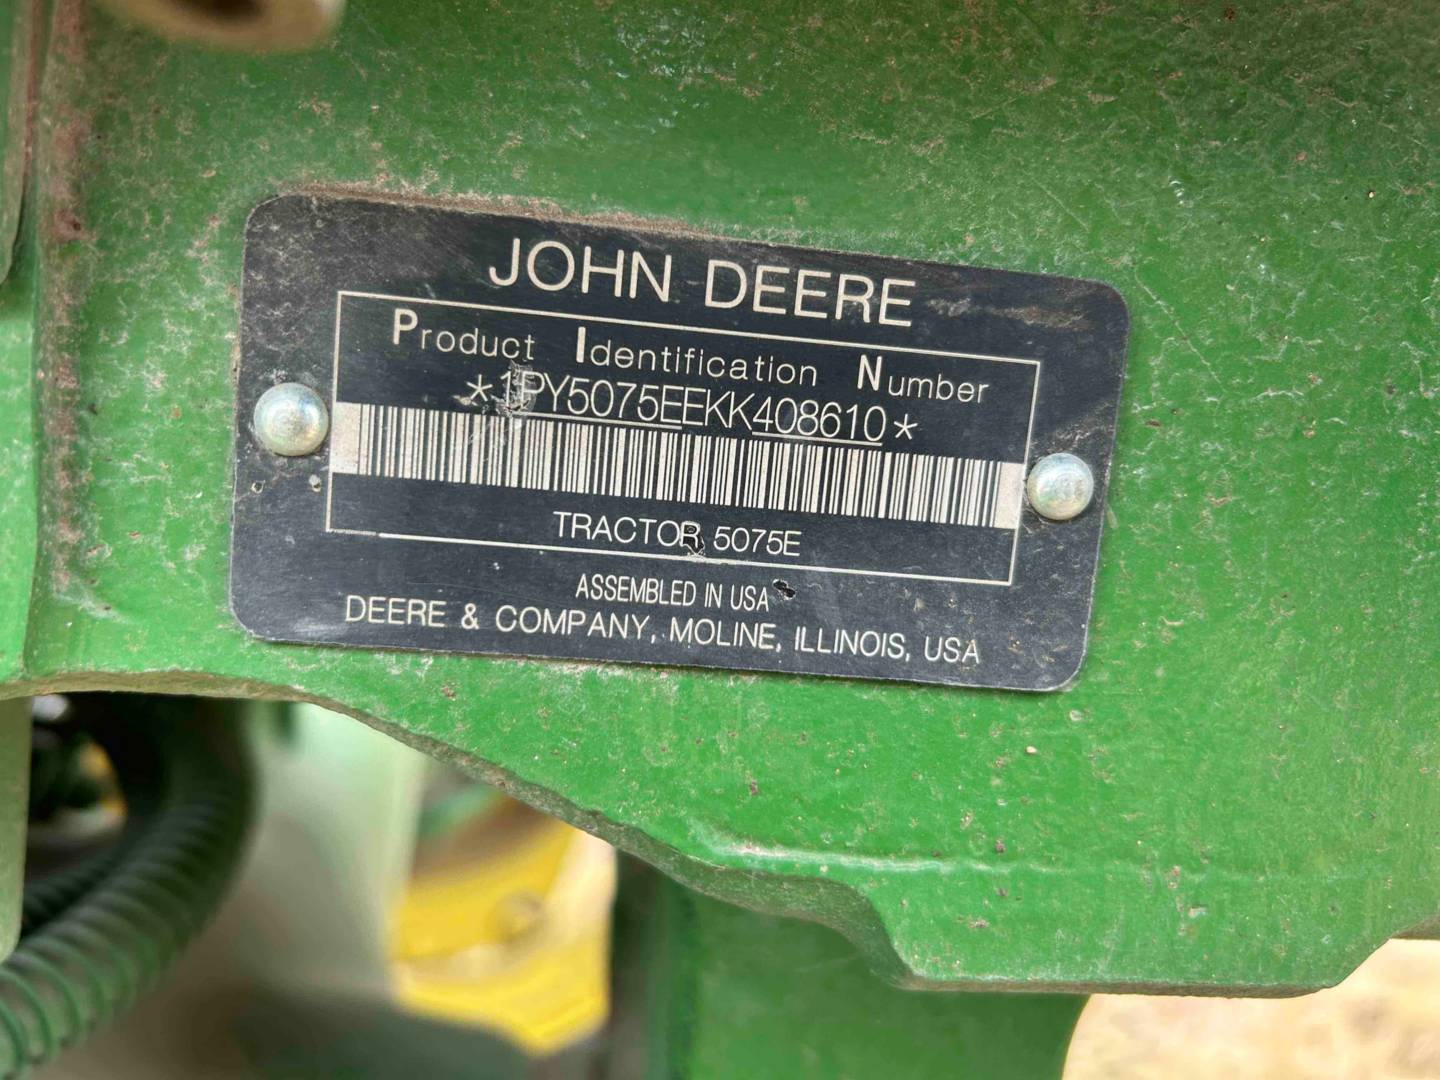 JOHN DEERE
Product Identification Number
*1PY5075EEKK408610*
TRACTOR 5075E
ASSEMBLED IN USA
DEERE & COMPANY, MOLINE, ILLINOIS, USA